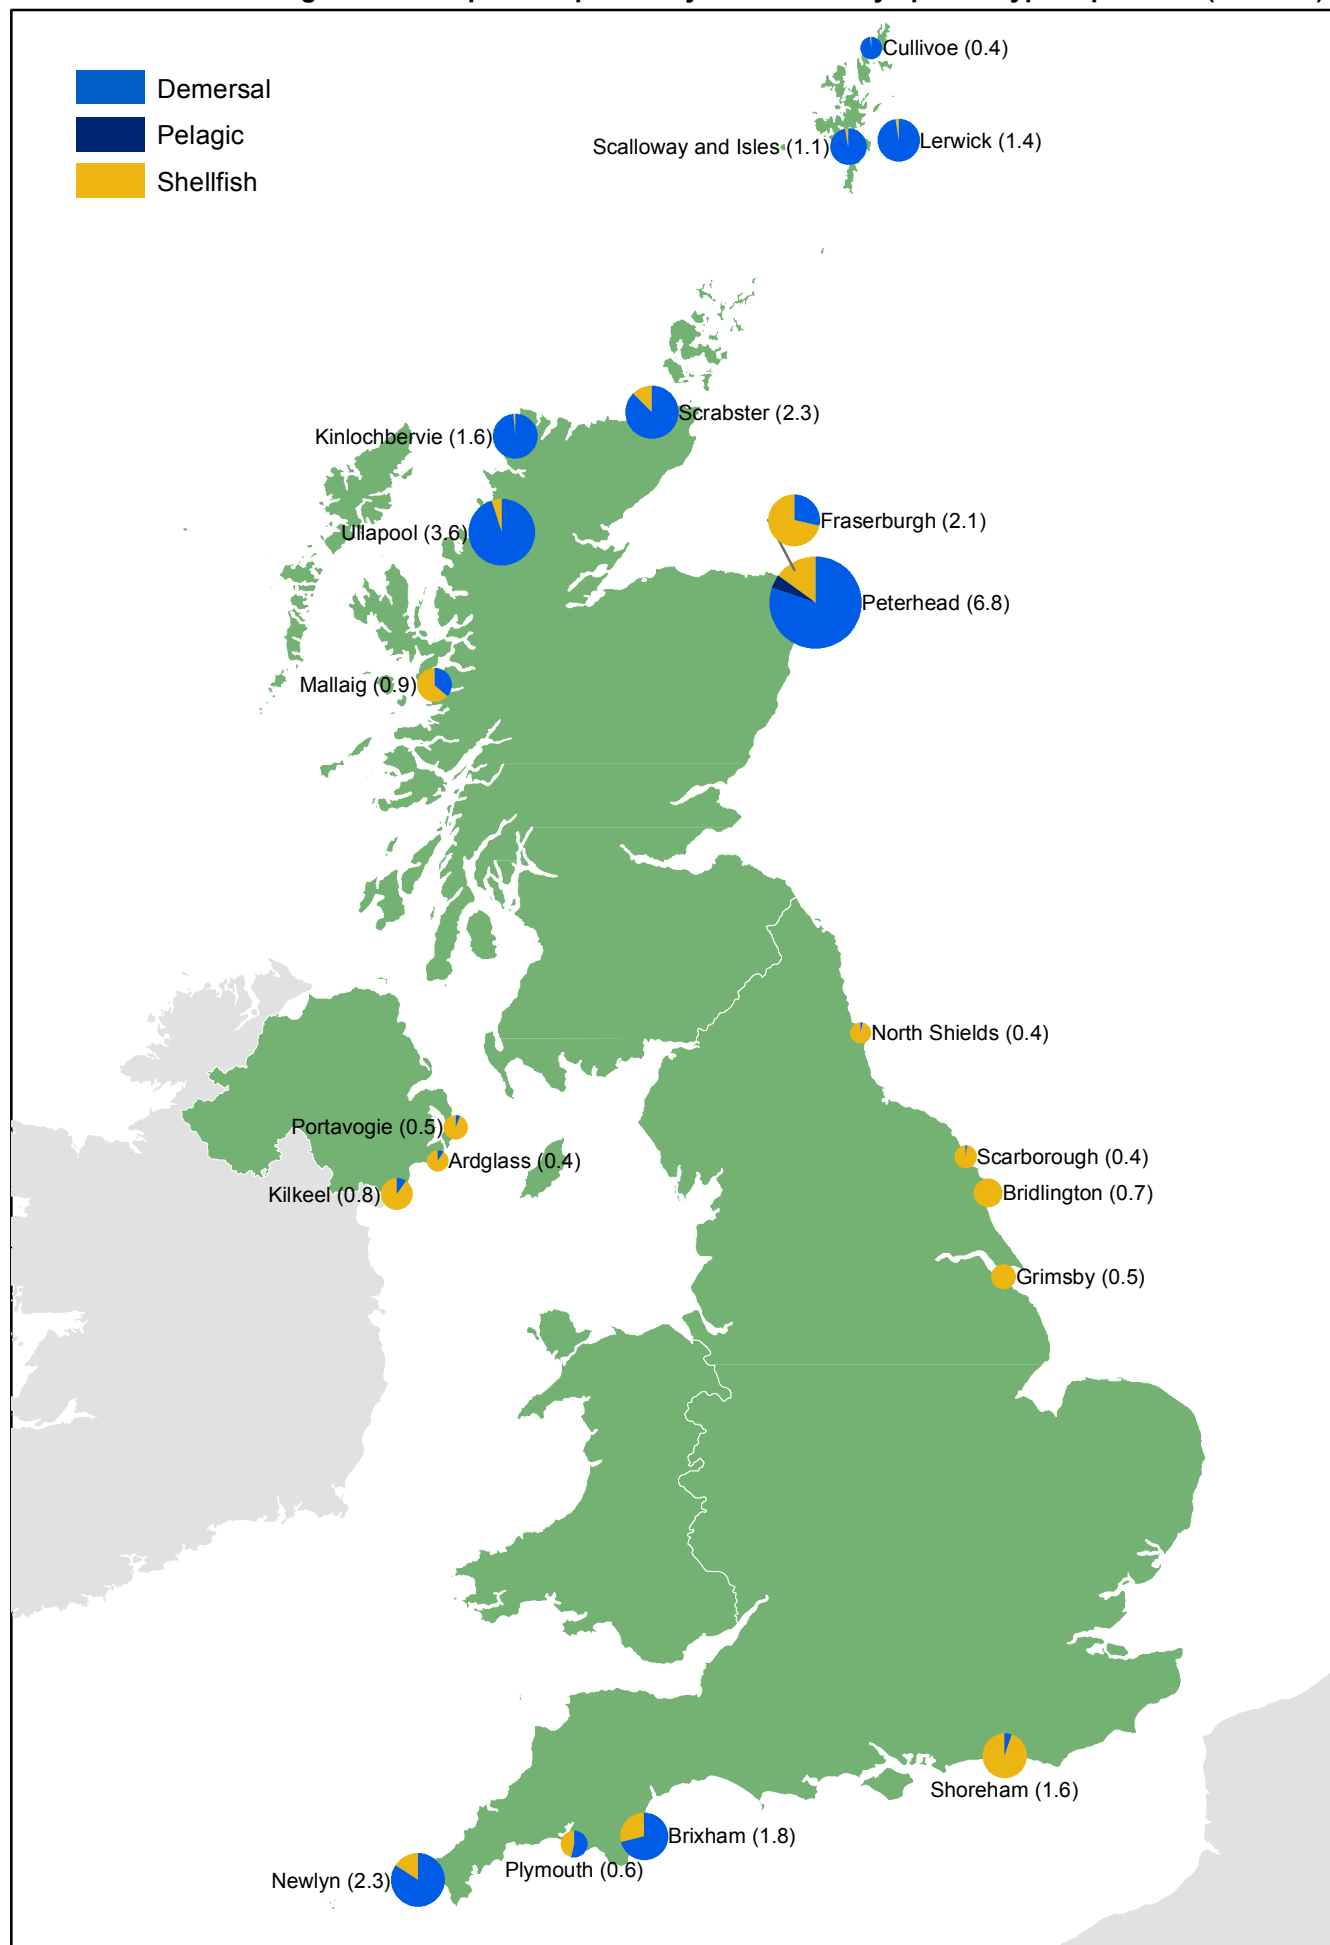 Demersal
Pelagic
Shellfish
Cullivoe (0.4)
Scalloway and Isles (1.1)
Lerwick (1.4)
Scrabster (2.3)
Kinlochbervie (1.6)
Fraserburgh (2.1)
Ullapool (3.6)
Peterhead (6.8)
Mallaig (0.9)
North Shields (0.4)
Portavogie (0.5)
Ardglass (0.4)
Scarborough (0.4)
Kilkeel (0.8)
Bridlington (0.7)
Grimsby (0.5)
Shoreham (1.6)
Brixham (1.8)
Plymouth (0.6)
Newlyn (2.3)